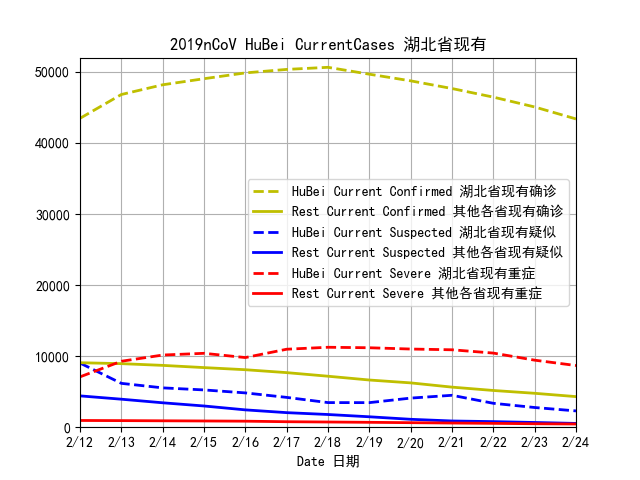 2019nCoV HuBei CurrentCases 湖北省现有
50000
40000
30000
20000
10000
0
HuBei Current Confirmed 湖北省现有确诊
Rest Current Confirmed 其他各省现有确诊
HuBei Current Suspected 湖北省现有疑似
Rest Current Suspected 其他各省现有疑似
HuBei Current Severe 湖北省现有重症
Rest Current Severe 其他各省现有重症
2/12 2/13 2/14 2/15 2/16 2/17 2/18 2/19 2/20 2/21 2/22 2/23 2/24
Date 日期